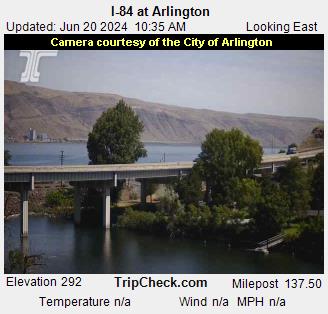 I-84 at Arlington
Updated: Jun 20 2024 10:35 AM Looking East
Camera courtesy of the City of Arlington
Elevation 292 TripCheck.com Milepost 137.50
Temperature n/a Wind n/a MPH n/a